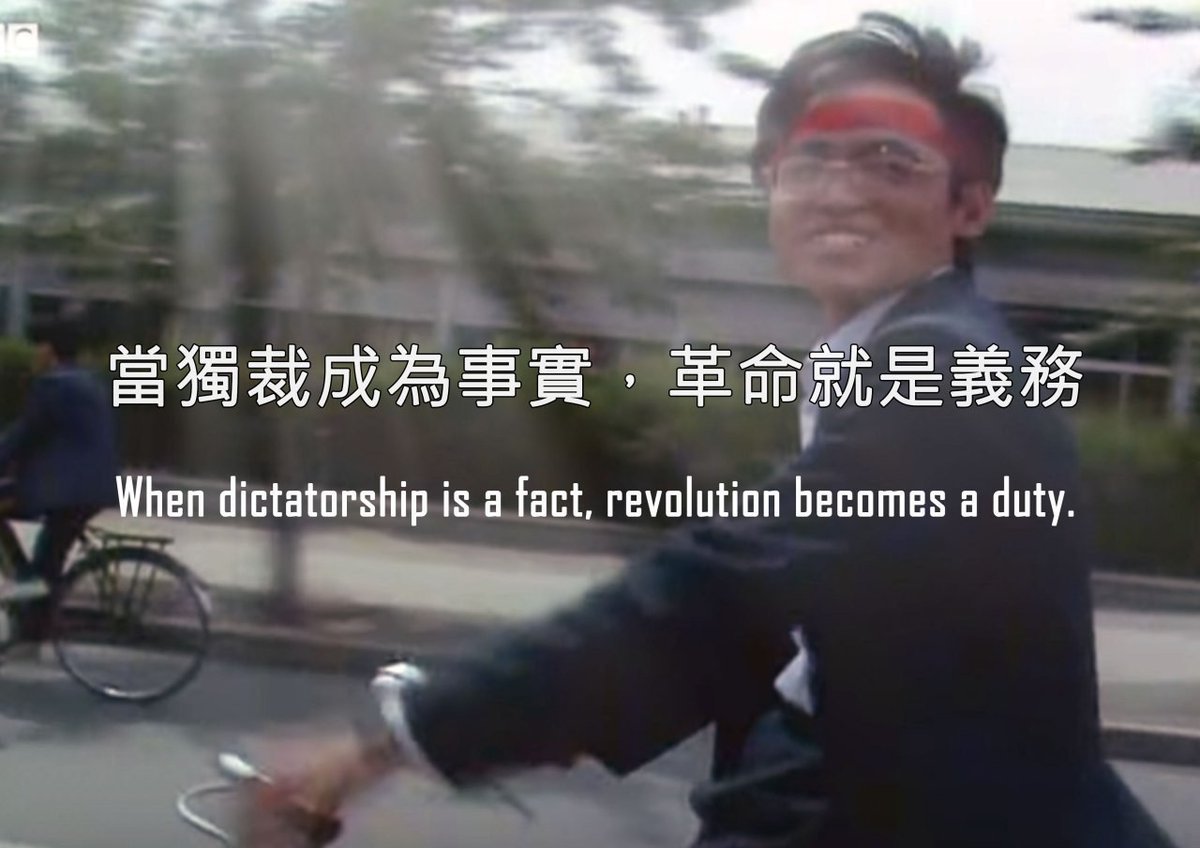 當獨裁成為事實，革命就是義務
When dictatorship is a fact, revolution becomes a duty.